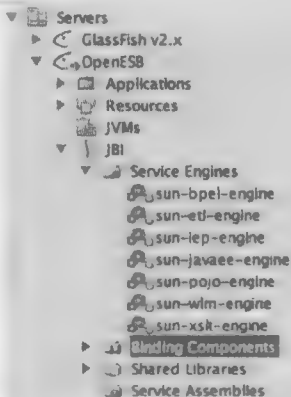 Servers
GlassFish v2.x
OpenESB
Applications
Resources
JVMs
JBI
Service Engines
sun-bpel-engine
sun-etl-engine
sun-iep-engine
sun-javaee-engine
sun-pojo-engine
sun-wlm-engine
sun-xslt-engine
Binding Components
Shared Libraries
Service Assemblies